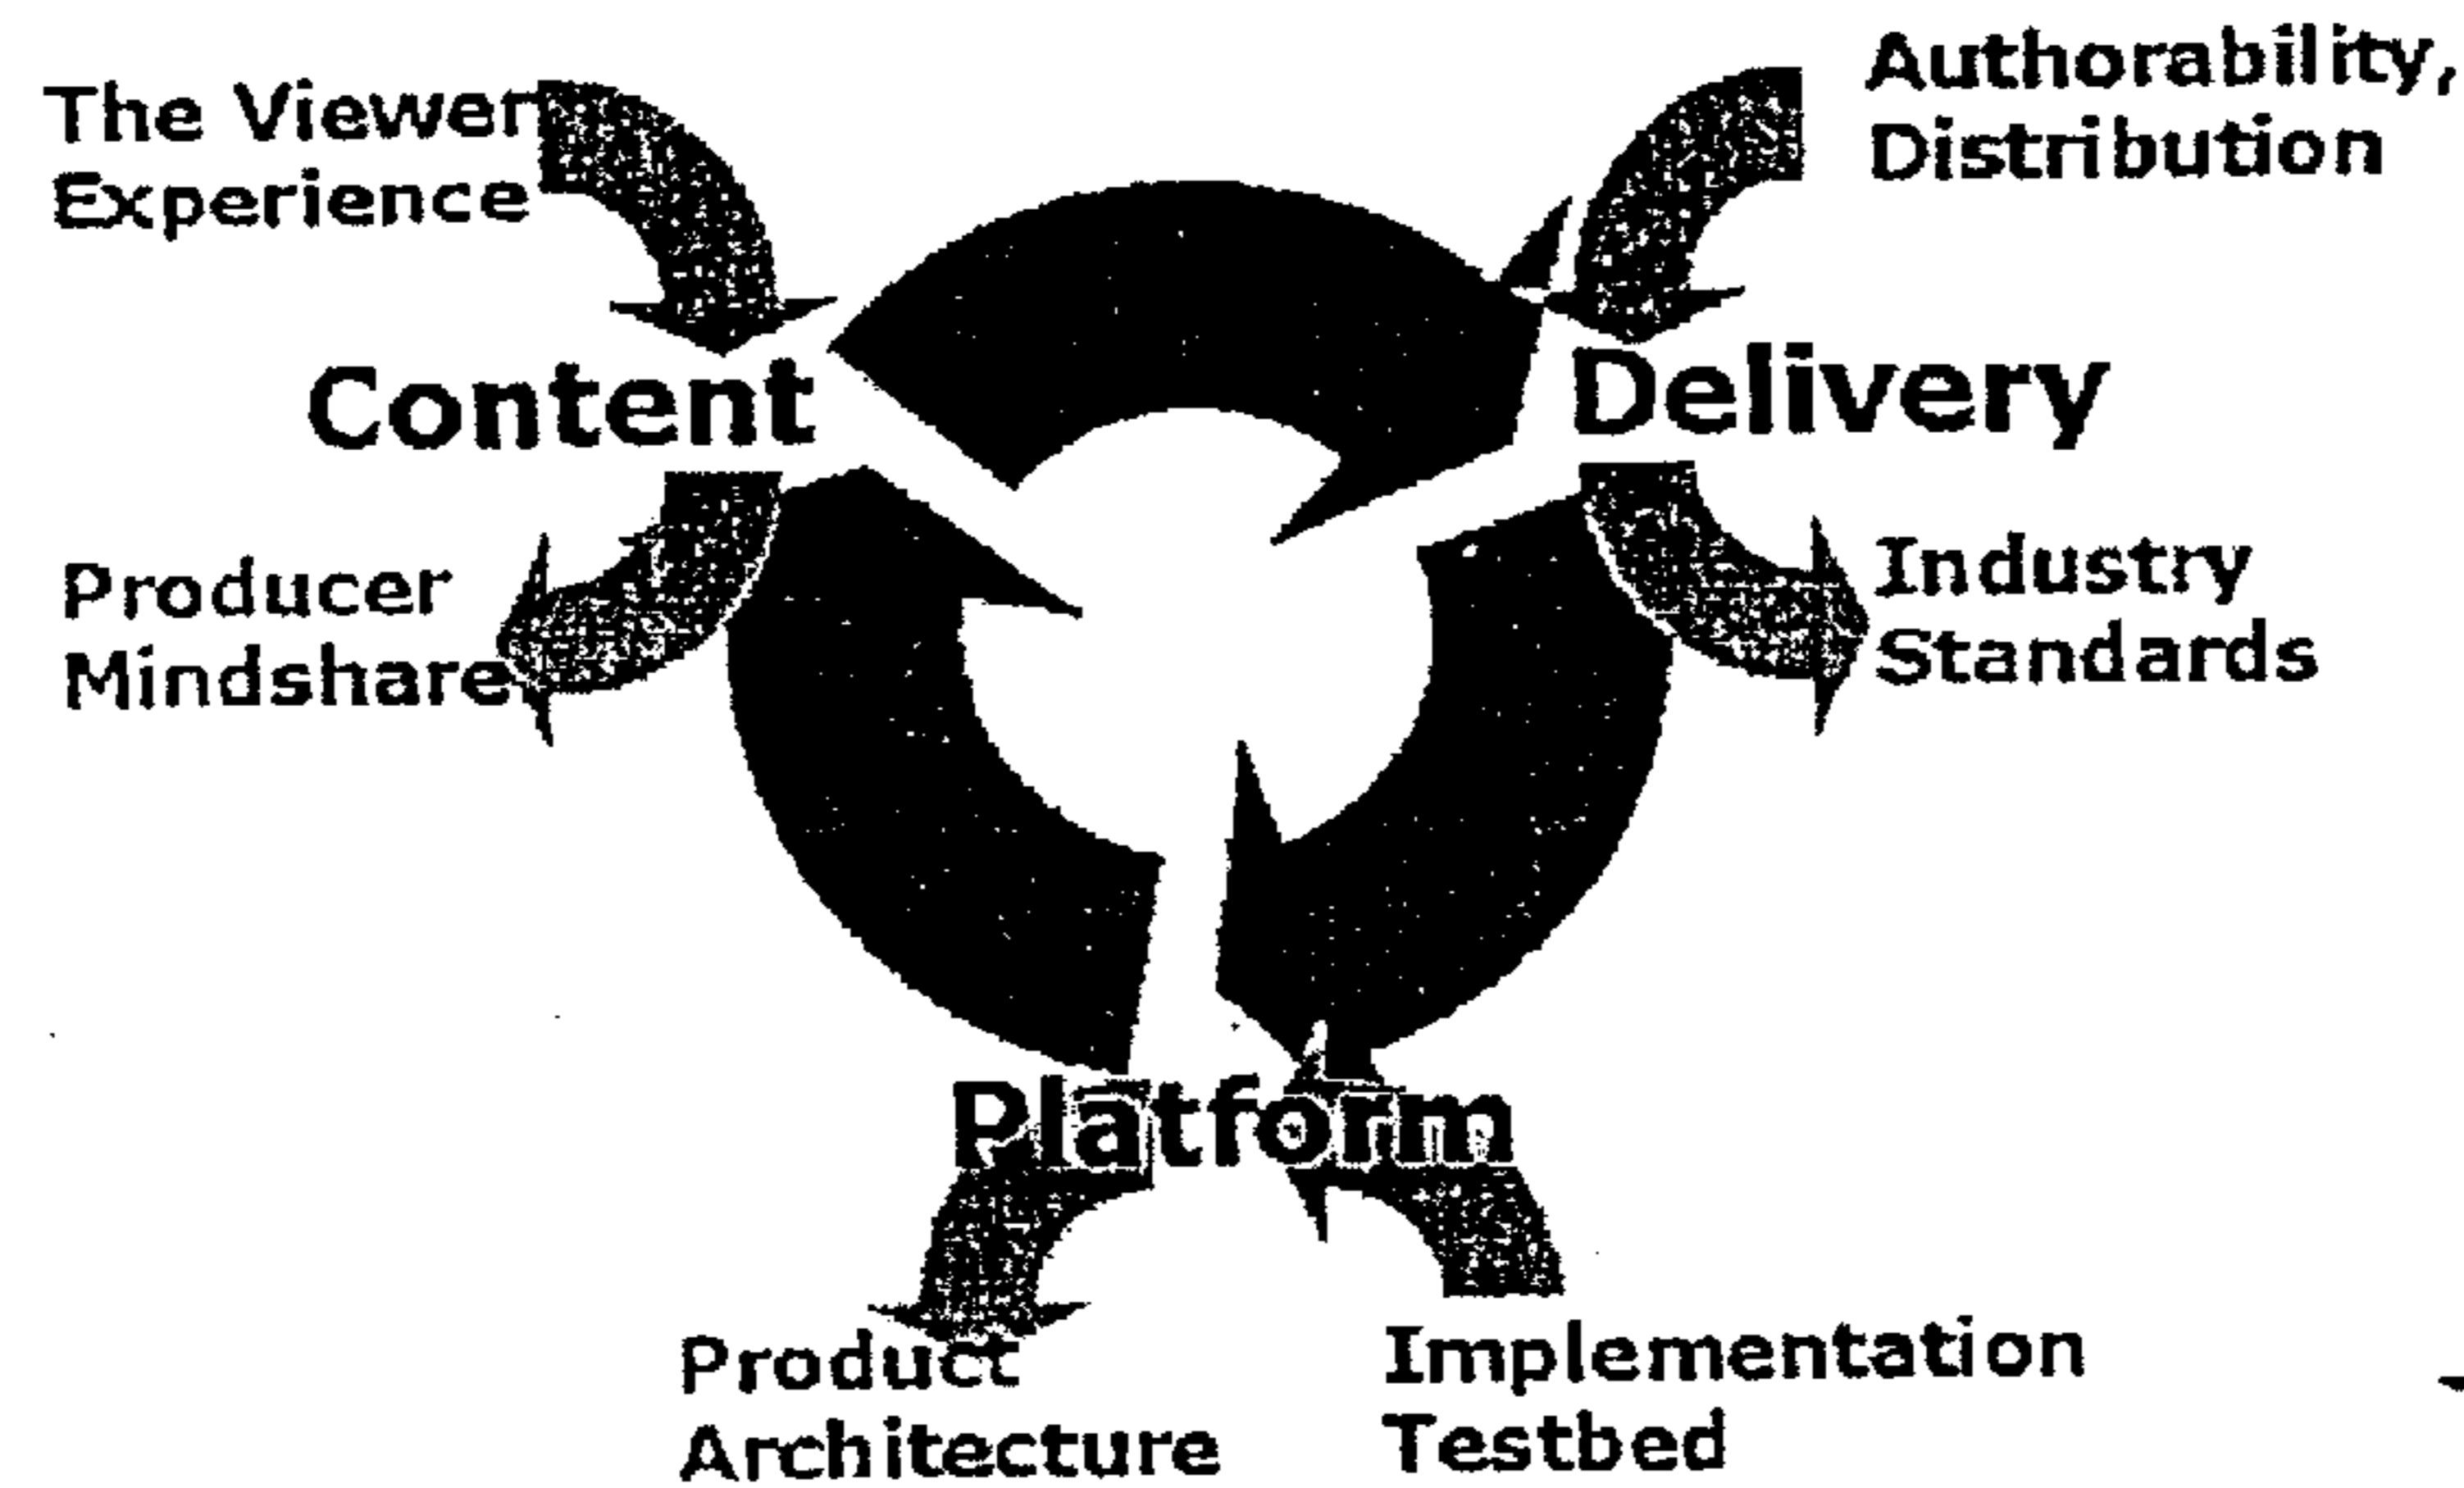 The Viewer
Experience
Authorability,
Distribution
Content
Delivery
Producer
Mindshare
Industry
Standards
Platform
Product
Architecture
Implementation
Testbed